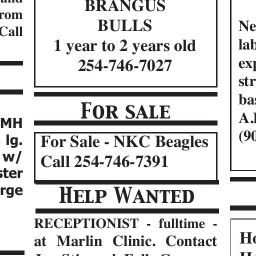 rom
Call
MH
lg.
w/
ster
rge
BRANGUS
BULLS
1 year to 2 years old
254-746-7027
FOR SALE
For Sale - NKC Beagles
Call 254-746-7391
HELP WANTED
RECEPTIONIST - fulltime -
at Marlin Clinic. Contact
Ne
lab
exp
str
bas
A.I
(90
Ho